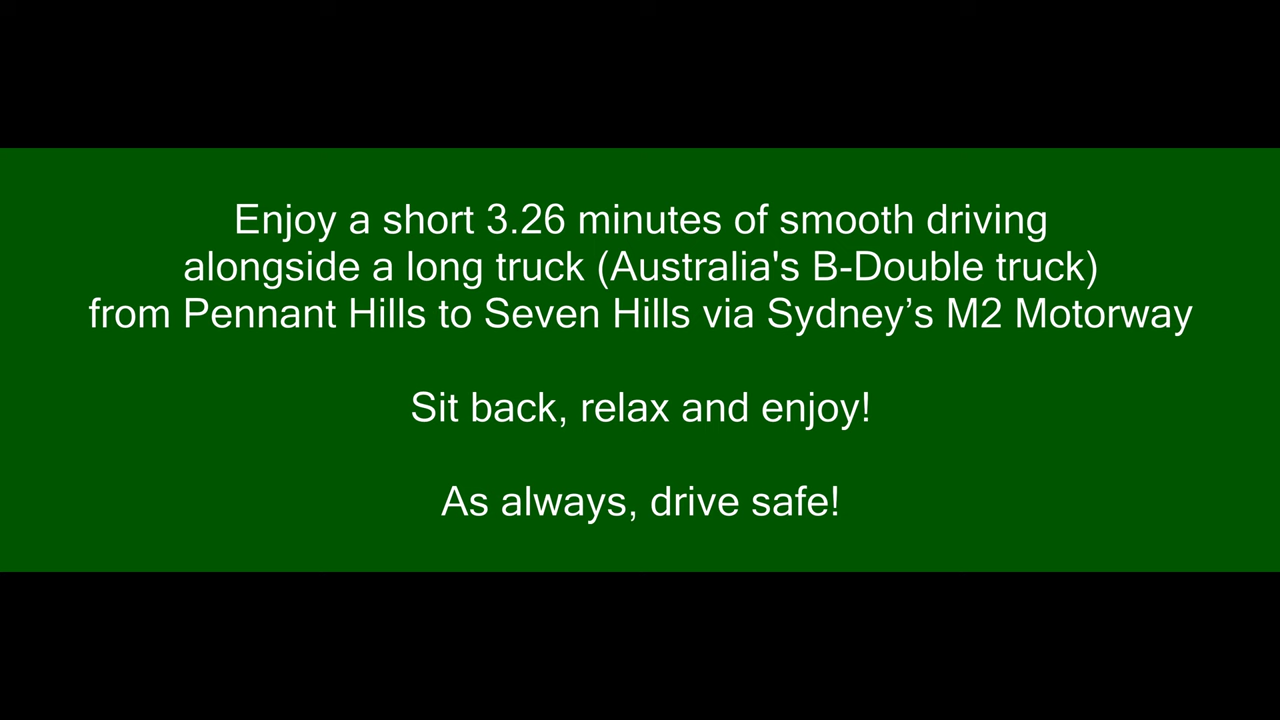 Enjoy a short 3.26 minutes of smooth driving
alongside a long truck (Australia's B-Double truck)
from Pennant Hills to Seven Hills via Sydney’s M2 Motorway
Sit back, relax and enjoy!
As always, drive safe!